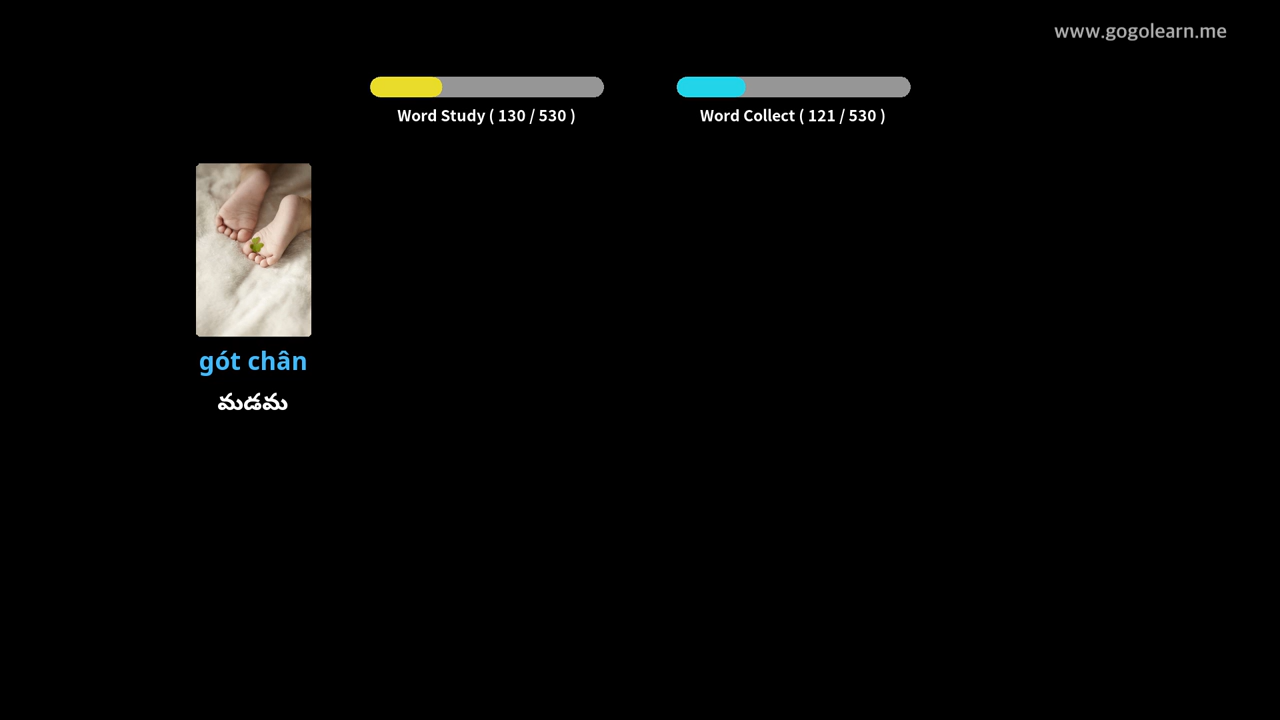 www.gogolearn.me
Word Study ( 130 / 530 )
Word Collect ( 121 / 530 )
gót chân
మడమ